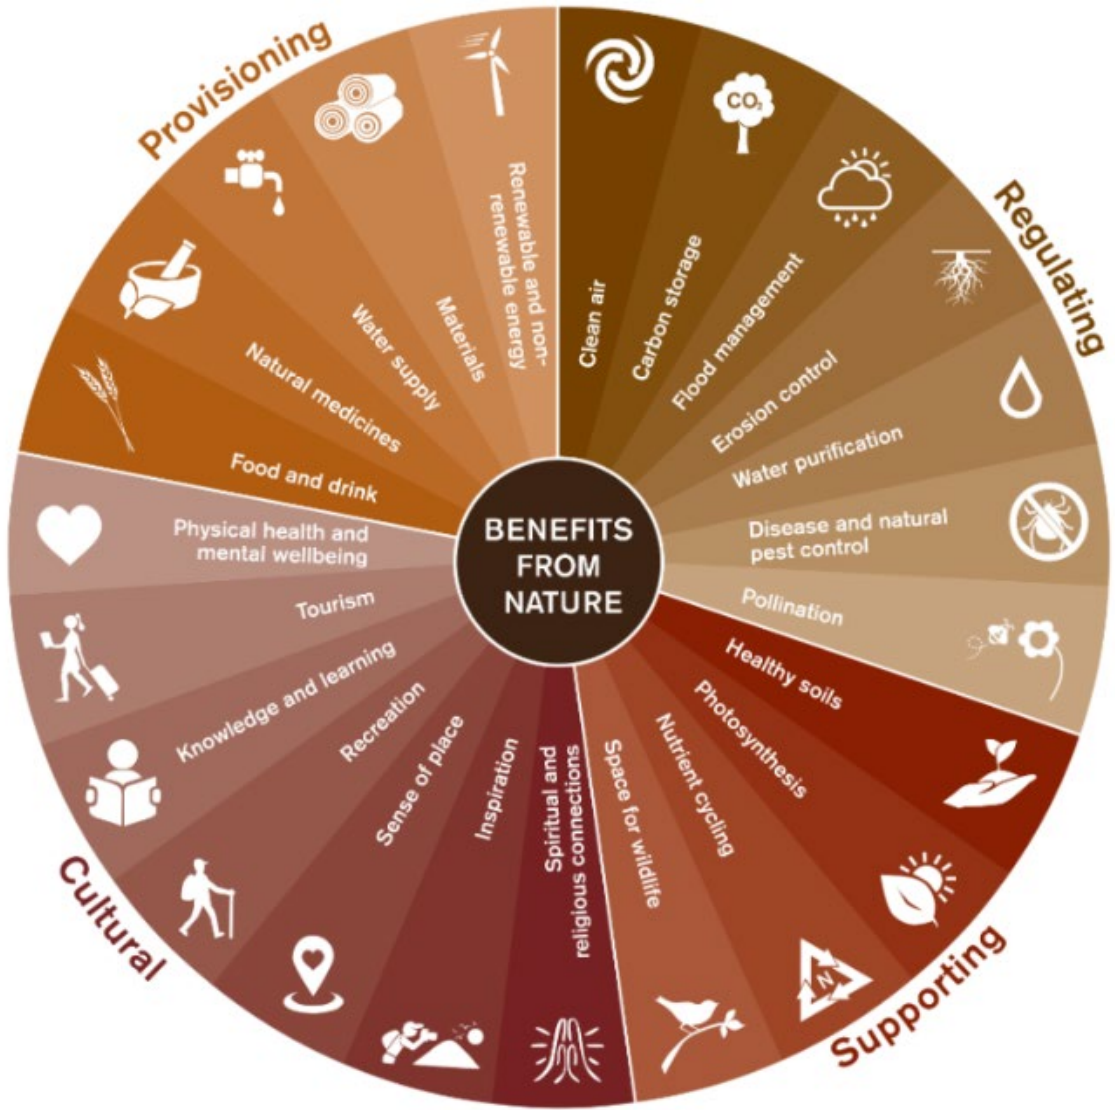 BENEFITS
FROM
NATURE
Provisioning
Food and drink
Natural medicines
Water supply
Materials
Renewable and non-
renewable energy
Regulating
Clean air
CO₂
Carbon storage
Flood management
Erosion control
Water purification
Disease and natural
pest control
Pollination
Supporting
Healthy soils
Photosynthesis
Nutrient cycling
N
Space for wildlife
Cultural
Spiritual and
religious connections
Inspiration
Sense of place
Recreation
Knowledge and learning
Tourism
Physical health and
mental wellbeing